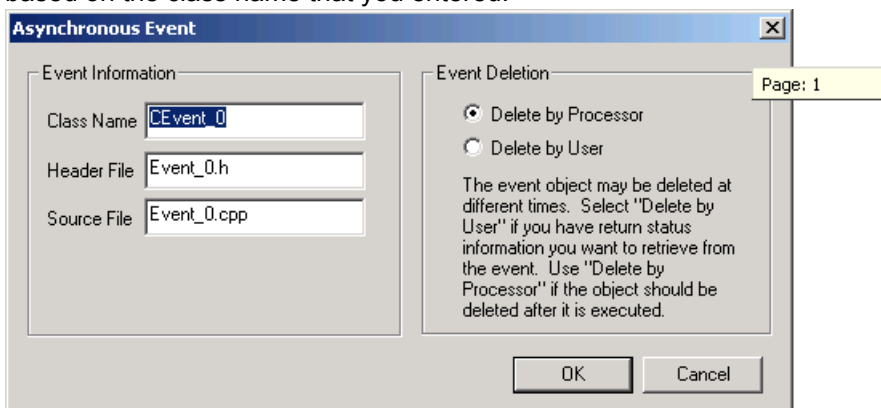 based on the class name that you entered.
Asynchronous Event
Event Information
Class Name CEvent_0
Header File Event_0.h
Source File Event_0.cpp
Event Deletion
Delete by Processor
Delete by User
The event object may be deleted at
different times. Select "Delete by
User" if you have return status
information you want to retrieve from
the event. Use "Delete by
Processor" if the object should be
deleted after it is executed.
Page: 1
OK
Cancel